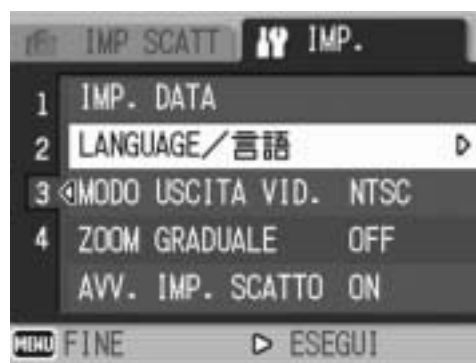 IMP SCATT IMP.
1 IMP. DATA
2 LANGUAGE/言語
3 MODO USCITA VID. NTSC
4 ZOOM GRADUALE OFF
AVV. IMP. SCATTO ON
MENU FINE ESEGUI